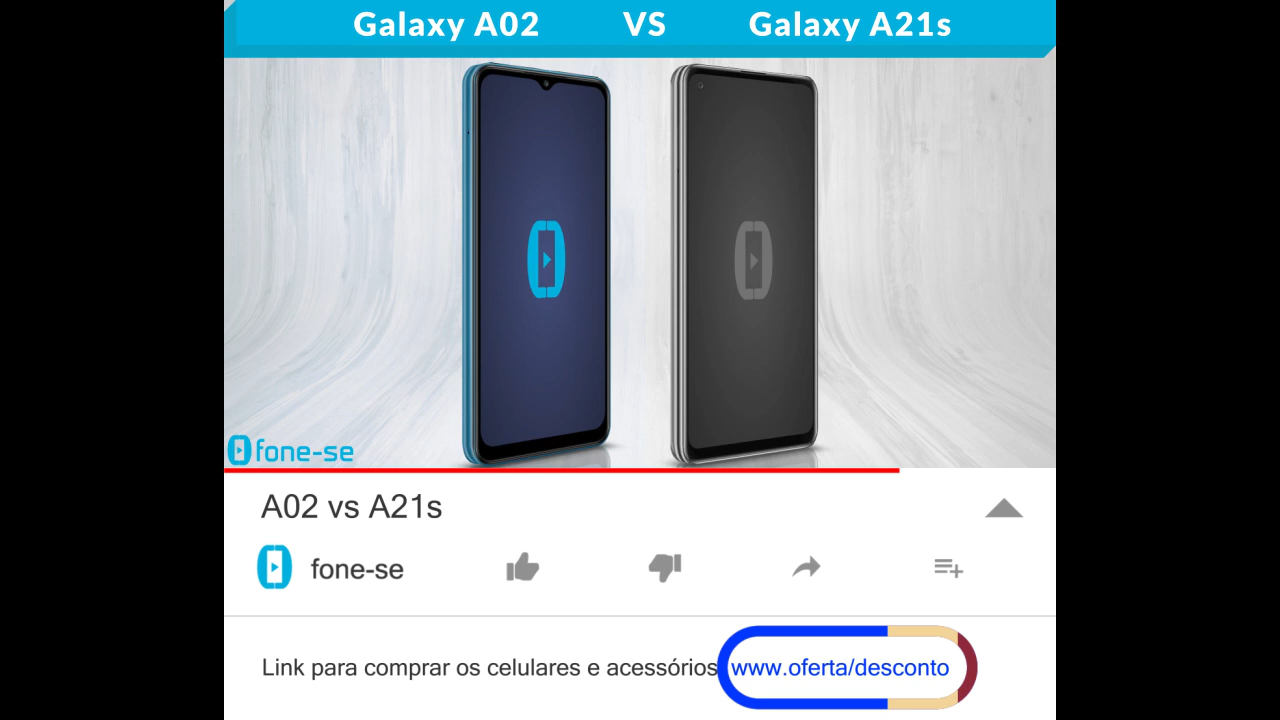 Galaxy A02 VS Galaxy A21s
fone-se
A02 vs A21s
fone-se
Link para comprar os celulares e acessórios www.oferta/desconto